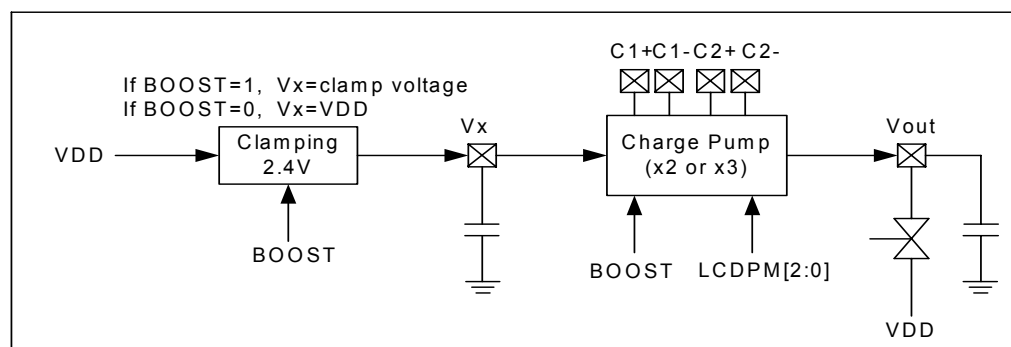 C1+ C1- C2+ C2-
If BOOST=1, Vx=clamp voltage
If BOOST=0, Vx=VDD
VDD
Clamping
2.4V
Vx
Charge Pump
(x2 or x3)
Vout
BOOST
BOOST
LCDPM[2:0]
VDD